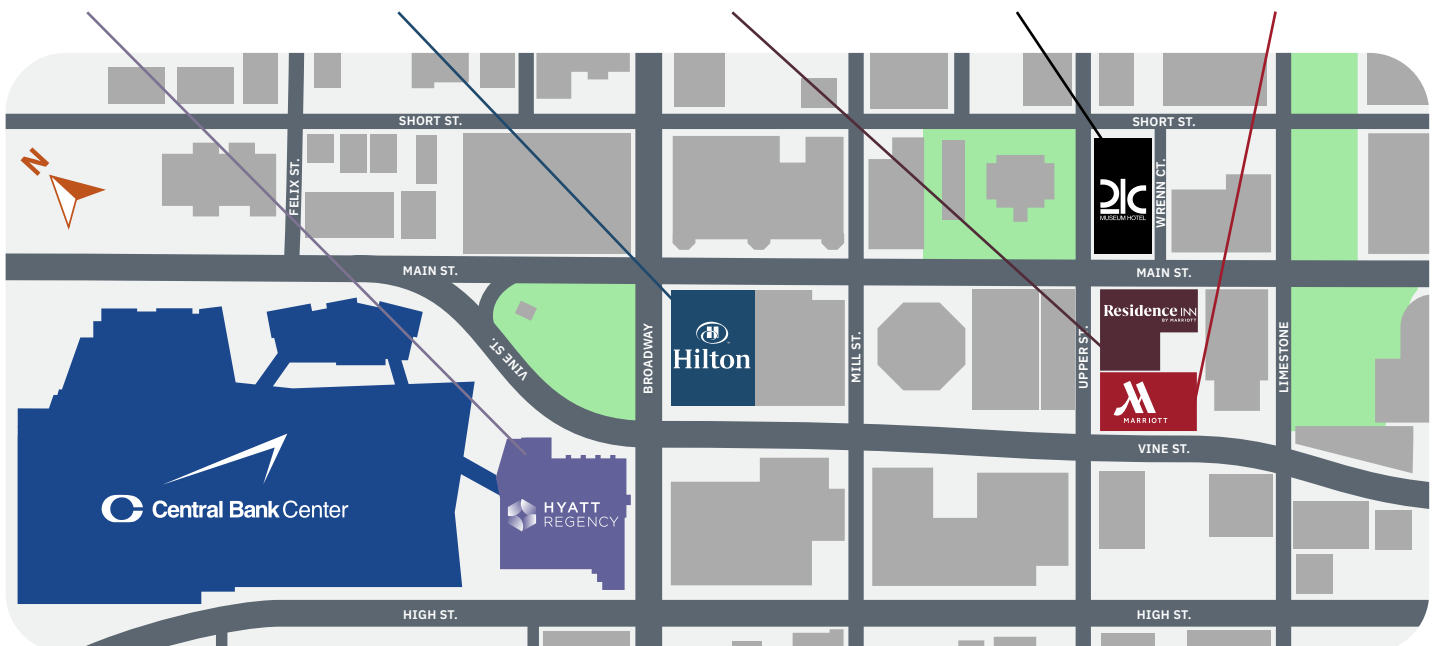 SHORT ST.
SHORT ST.
N
FELIX ST.
WRENN CT.
21C
MUSEUM HOTEL
MAIN ST.
MAIN ST.
Residence INN
BY MARRIOTT
VINE ST.
BROADWAY
Hilton
MILL ST.
UPPER ST.
LIMESTONE
MARRIOTT
VINE ST.
Central Bank Center
HYATT
REGENCY
HIGH ST.
HIGH ST.